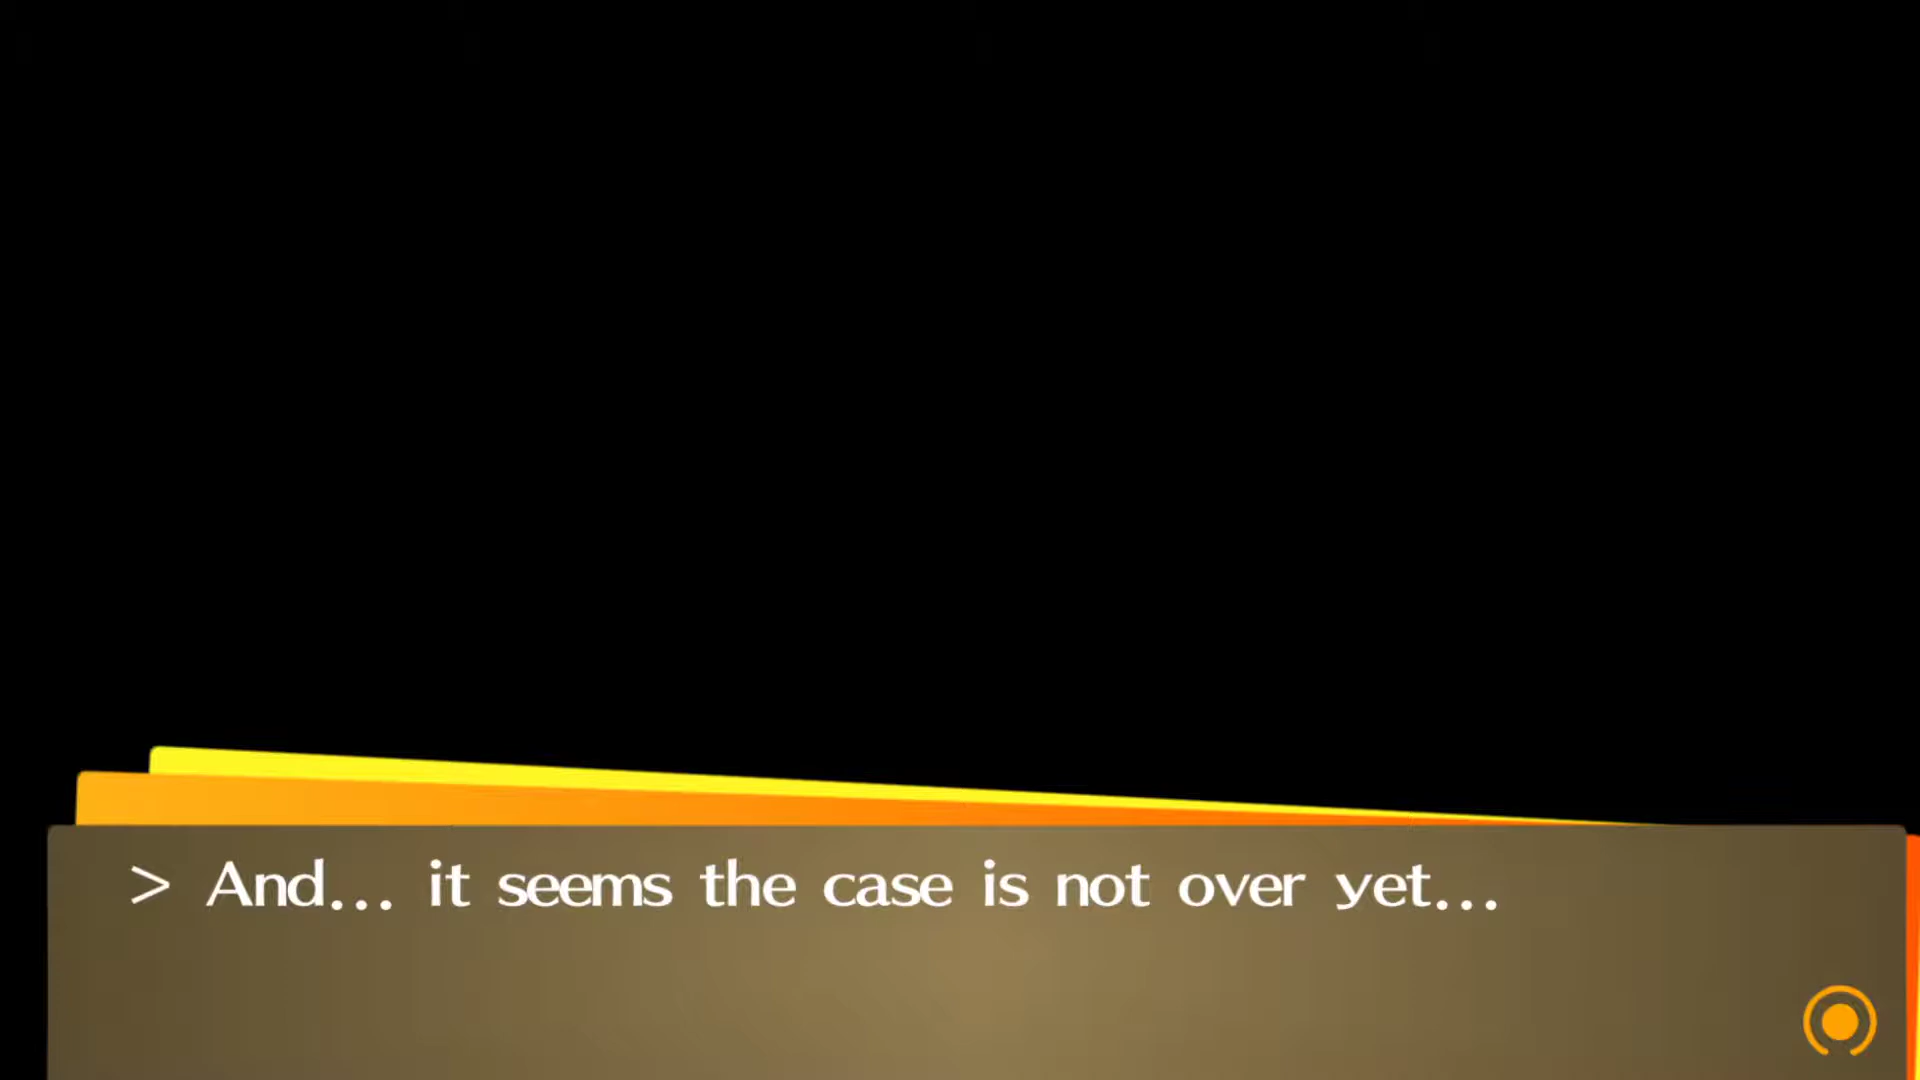 > And... it seems the case is not over yet...